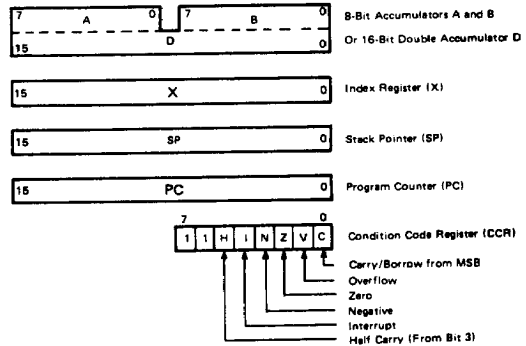 7 A 0 7 B 0 8-Bit Accumulators A and B
15 D 0 Or 16-Bit Double Accumulator D
15 X 0 Index Register (X)
15 SP 0 Stack Pointer (SP)
15 PC 0 Program Counter (PC)
7 0
1 1 H I N Z V C Condition Code Register (CCR)
Carry/Borrow from MSB
Overflow
Zero
Negative
Interrupt
Half Carry (From Bit 3)